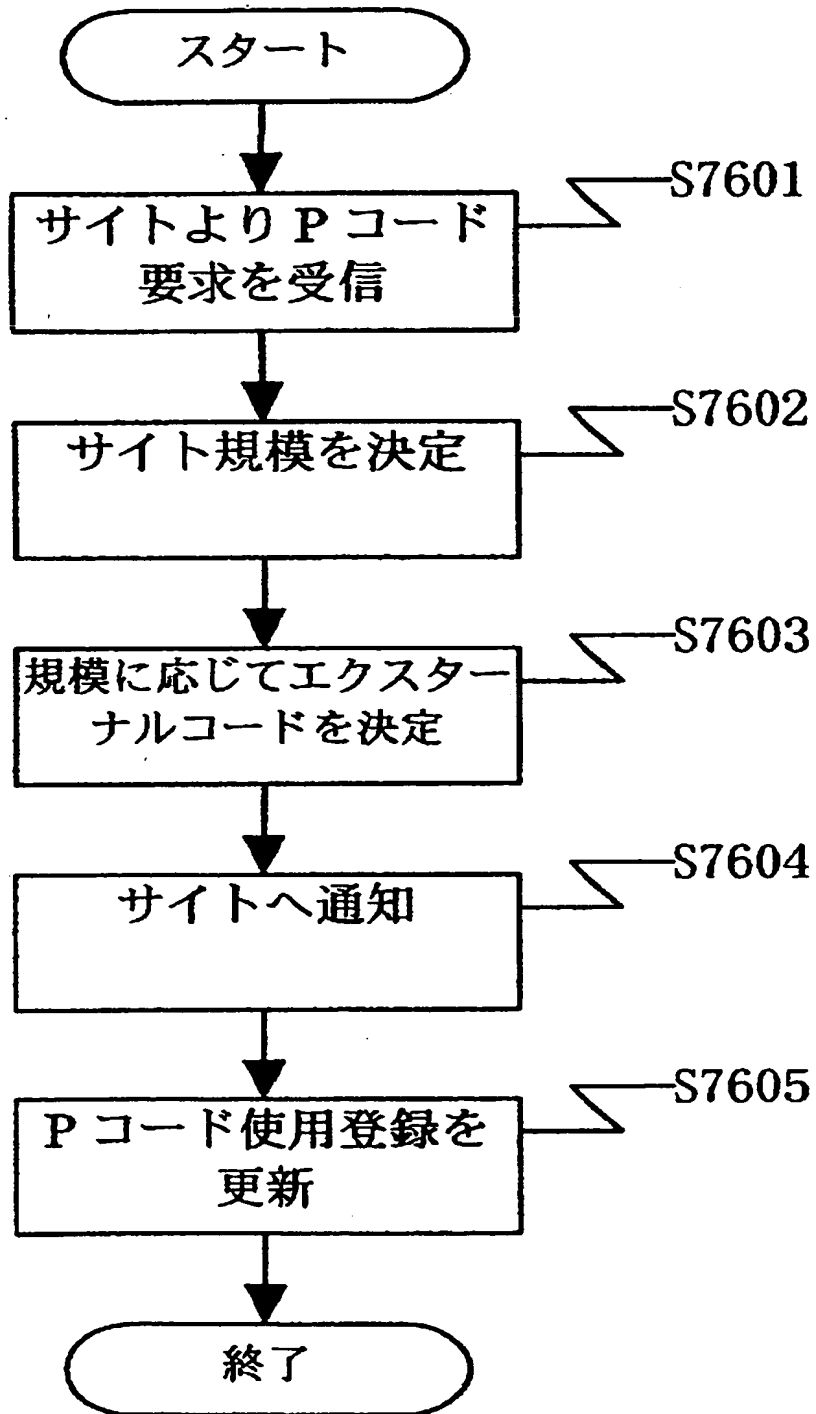 スタート
サイトより P コード
要求を受信
S7601
サイト規模を決定
S7602
規模に応じてエクスター
ナルコードを決定
S7603
サイトへ通知
S7604
P コード使用登録を
更新
S7605
終了